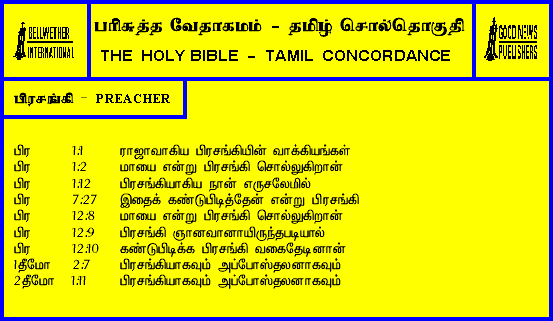 BELLWETHER
INTERNATIONAL
பரிசுத்த வேதாகமம் - தமிழ் சொல்தொகுதி
THE HOLY BIBLE - TAMIL CONCORDANCE
GOOD NEWS
PUBLISHERS
பிரசங்கி - PREACHER
பிர 1:1 ராஜாவாகிய பிரசங்கியின் வாக்கியங்கள்
பிர 1:2 மாயை என்று பிரசங்கி சொல்லுகிறான்
பிர 1:12 பிரசங்கியாகிய நான் எருசலேமில்
பிர 7:27 இதைக் கண்டுபிடித்தேன் என்று பிரசங்கி
பிர 12:8 மாயை என்று பிரசங்கி சொல்லுகிறான்
பிர 12:9 பிரசங்கி ஞானவானாயிருந்தபடியால்
பிர 12:10 கண்டுபிடிக்க பிரசங்கி வகைதேடினான்
1தீமோ 2:7 பிரசங்கியாகவும் அப்போஸ்தலனாகவும்
2தீமோ 1:11 பிரசங்கியாகவும் அப்போஸ்தலனாகவும்